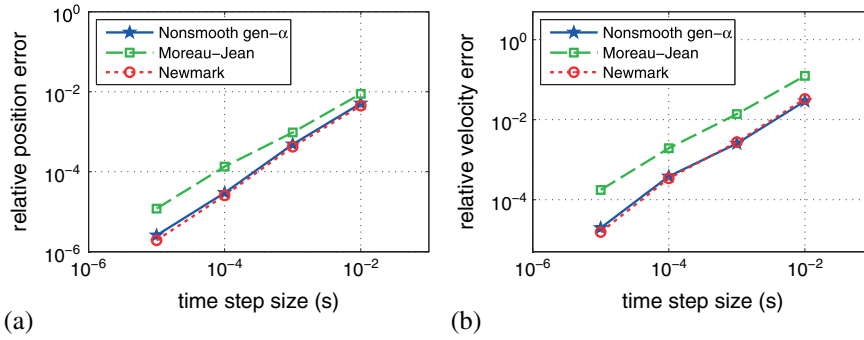 10^0
10^−2
10^−4
10^−6
relative position error
Nonsmooth gen-α
Moreau-Jean
Newmark
10^−6
10^−4
10^−2
time step size (s)
(a)
10^0
10^−2
10^−4
relative velocity error
Nonsmooth gen-α
Moreau-Jean
Newmark
10^−6
10^−4
10^−2
time step size (s)
(b)